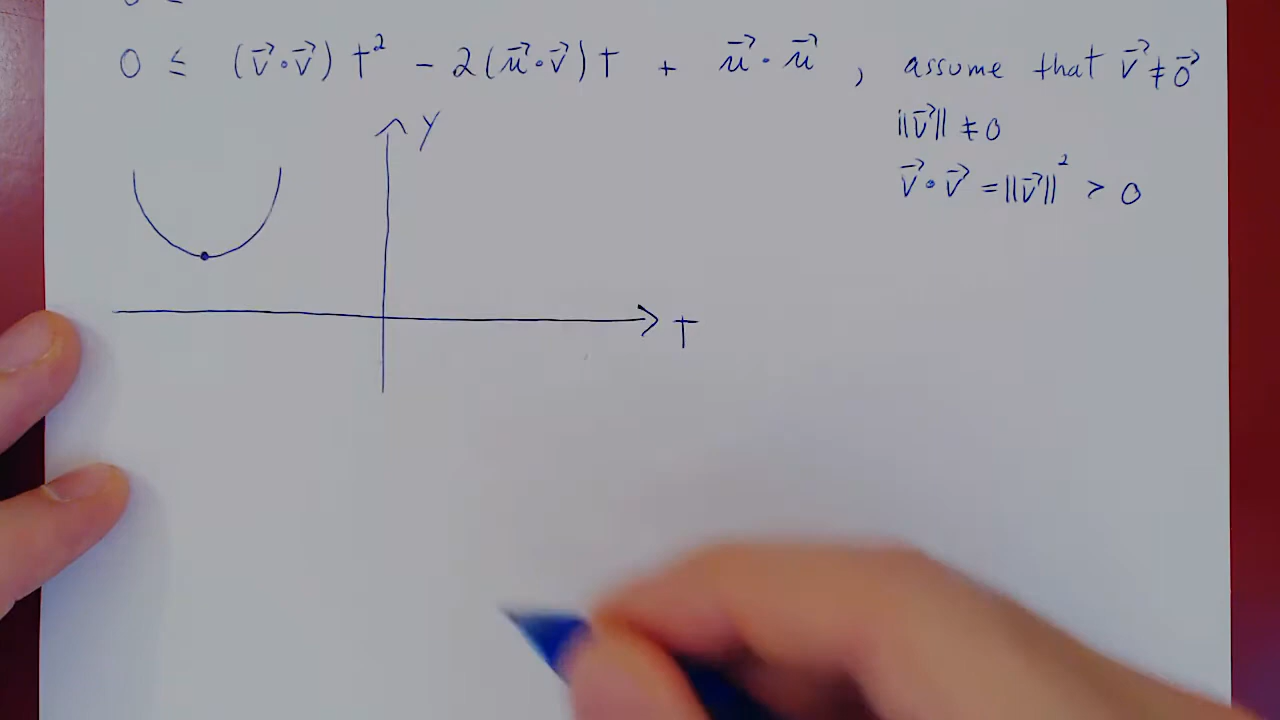 0 ≤ (v⃗·v⃗) t² - 2(u⃗·v⃗)t + u⃗·u⃗ , assume that v⃗ ≠ 0⃗
||v⃗|| ≠ 0
v⃗·v⃗ = ||v⃗||² > 0
y
t